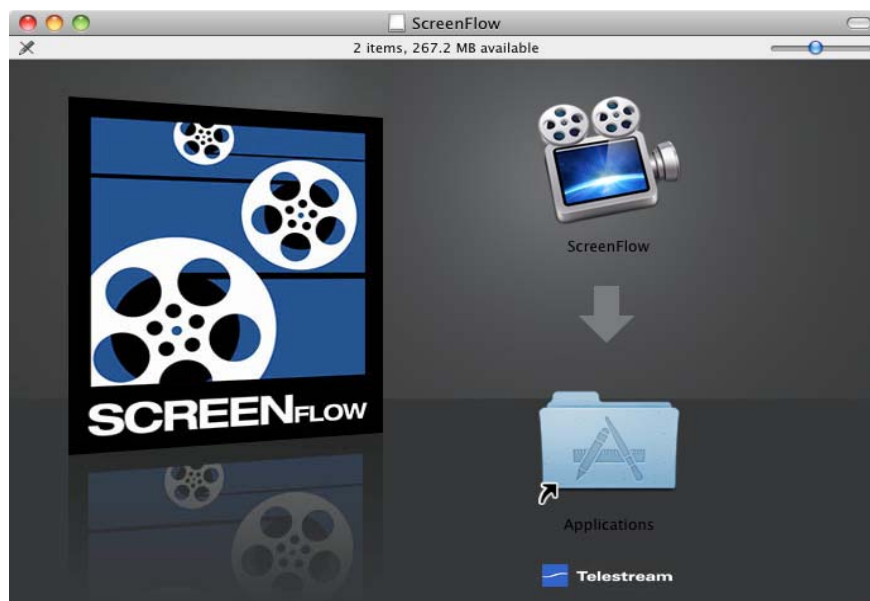 ScreenFlow
2 items, 267.2 MB available
SCREENFLOW
ScreenFlow
Applications
Telestream